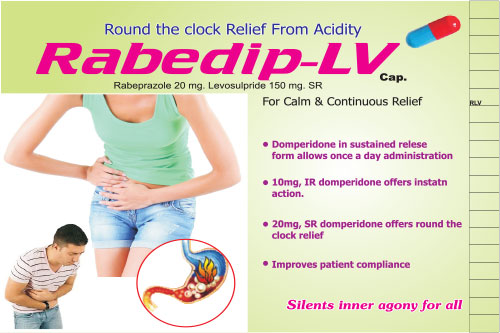 Round the clock Relief From Acidity
Rabedip-LV
Cap.
Rabeprazole 20 mg. Levosulpride 150 mg. SR
For Calm & Continuous Relief
RLV
• Domperidone in sustained relese
form allows once a day administration
• 10mg, IR domperidone offers instatn
action.
• 20mg, SR domperidone offers round the
clock relief
• Improves patient compliance
Silents inner agony for all